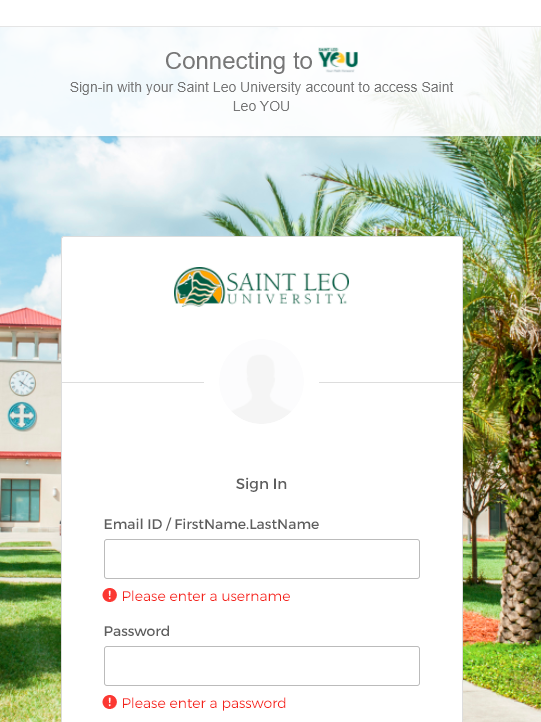 Connecting to SAINT LEO YOU
Sign-in with your Saint Leo University account to access Saint
Leo YOU
SAINT LEO
UNIVERSITY
Sign In
Email ID / FirstName.LastName
Please enter a username
Password
Please enter a password